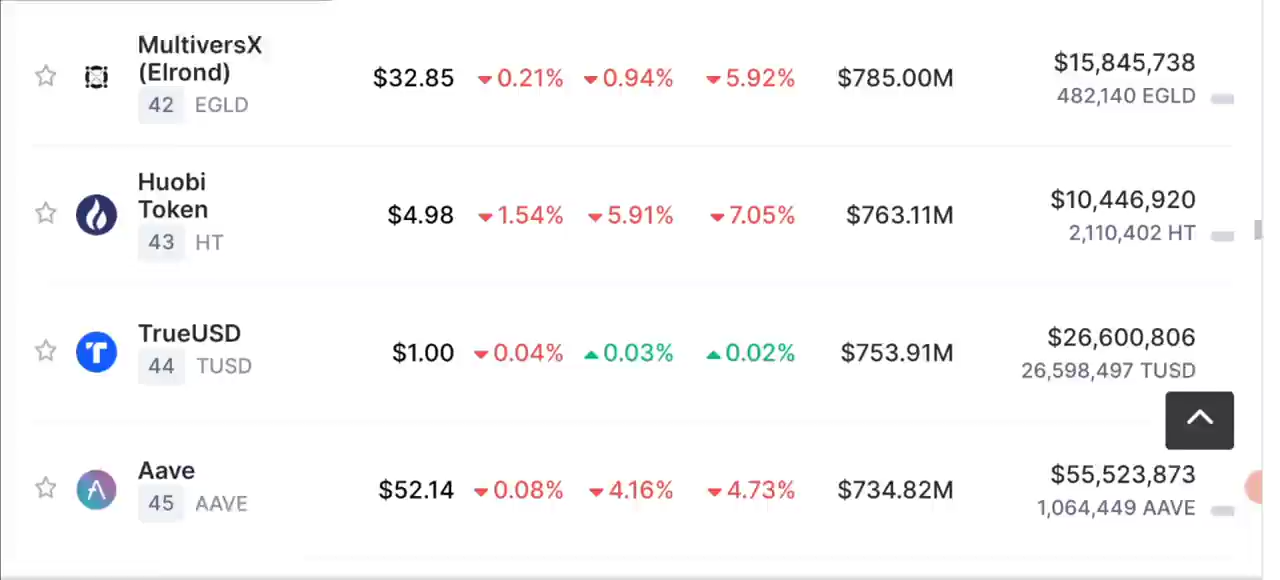 MultiversX
(Elrond)
42 EGLD
$32.85 0.21% 0.94% 5.92% $785.00M
$15,845,738
482,140 EGLD
Huobi
Token
43 HT
$4.98 1.54% 5.91% 7.05% $763.11M
$10,446,920
2,110,402 HT
TrueUSD
44 TUSD
$1.00 0.04% 0.03% 0.02% $753.91M
$26,600,806
26,598,497 TUSD
Aave
45 AAVE
$52.14 0.08% 4.16% 4.73% $734.82M
$55,523,873
1,064,449 AAVE